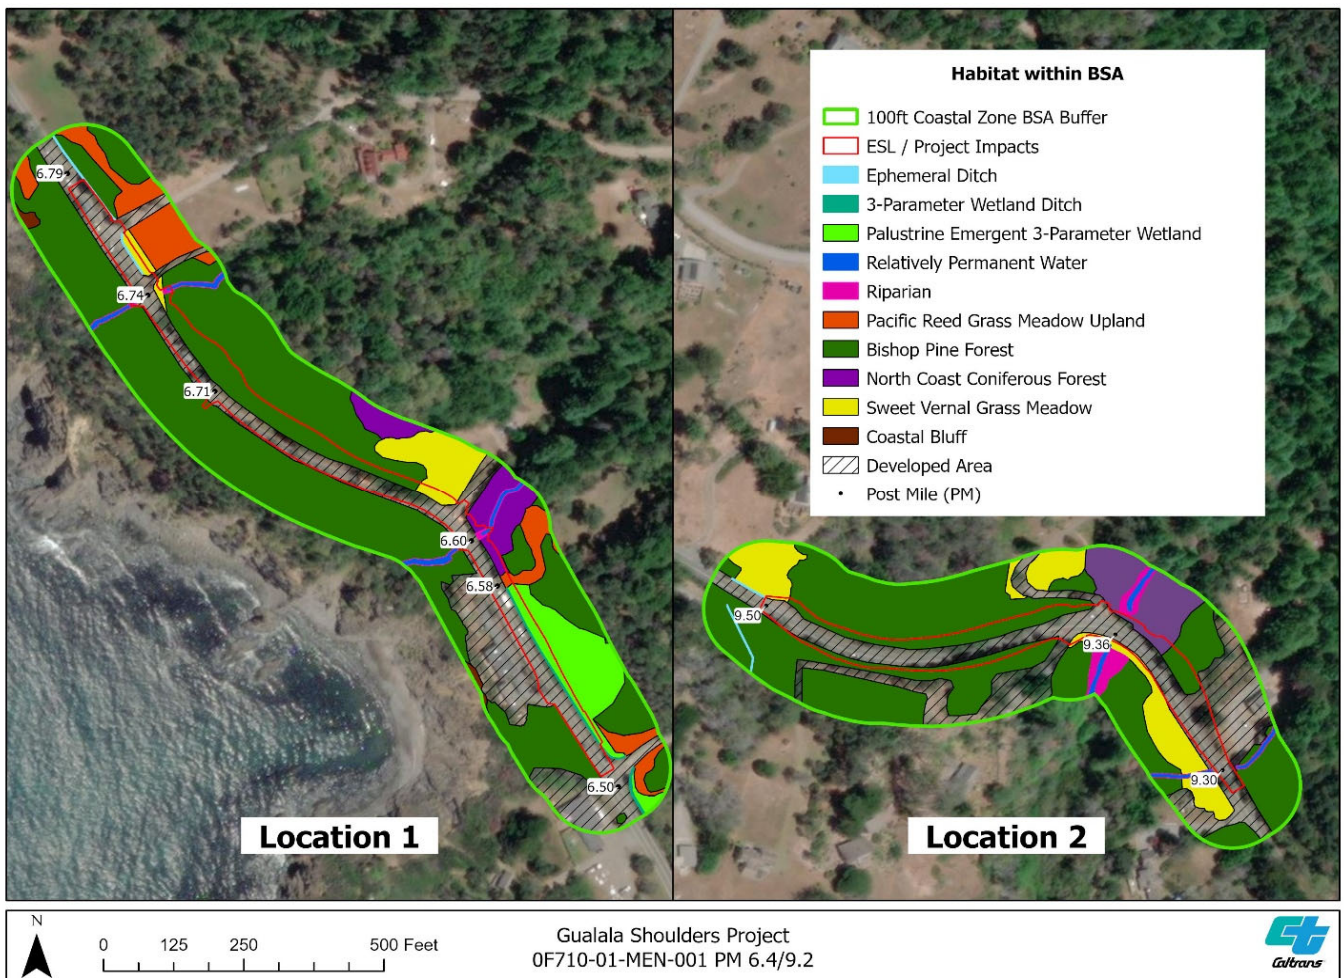 Habitat within BSA
100ft Coastal Zone BSA Buffer
ESL / Project Impacts
Ephemeral Ditch
3-Parameter Wetland Ditch
Palustrine Emergent 3-Parameter Wetland
Relatively Permanent Water
Riparian
Pacific Reed Grass Meadow Upland
Bishop Pine Forest
North Coast Coniferous Forest
Sweet Vernal Grass Meadow
Coastal Bluff
Developed Area
Post Mile (PM)
6.79
6.74
6.71
6.60
6.58
6.50
Location 1
9.50
9.36
9.30
Location 2
N
0 125 250 500 Feet
Gualala Shoulders Project
0F710-01-MEN-001 PM 6.4/9.2
Caltrans